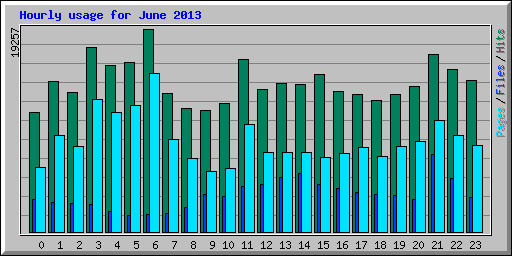 Hourly usage for June 2013
19257
Pages/Files/Hits
0 1 2 3 4 5 6 7 8 9 10 11 12 13 14 15 16 17 18 19 20 21 22 23